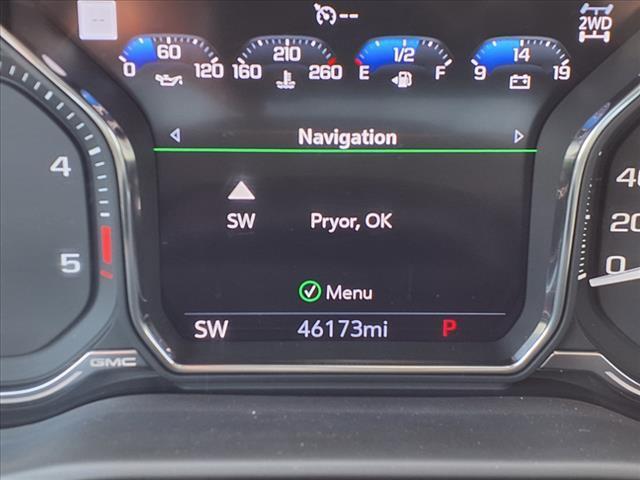 --
--
2WD
60
0 120
210
160 260
1/2
E F
14
9 19
Navigation
4
5
SW
Pryor, OK
Menu
SW 46173mi P
GMC
40
20
0